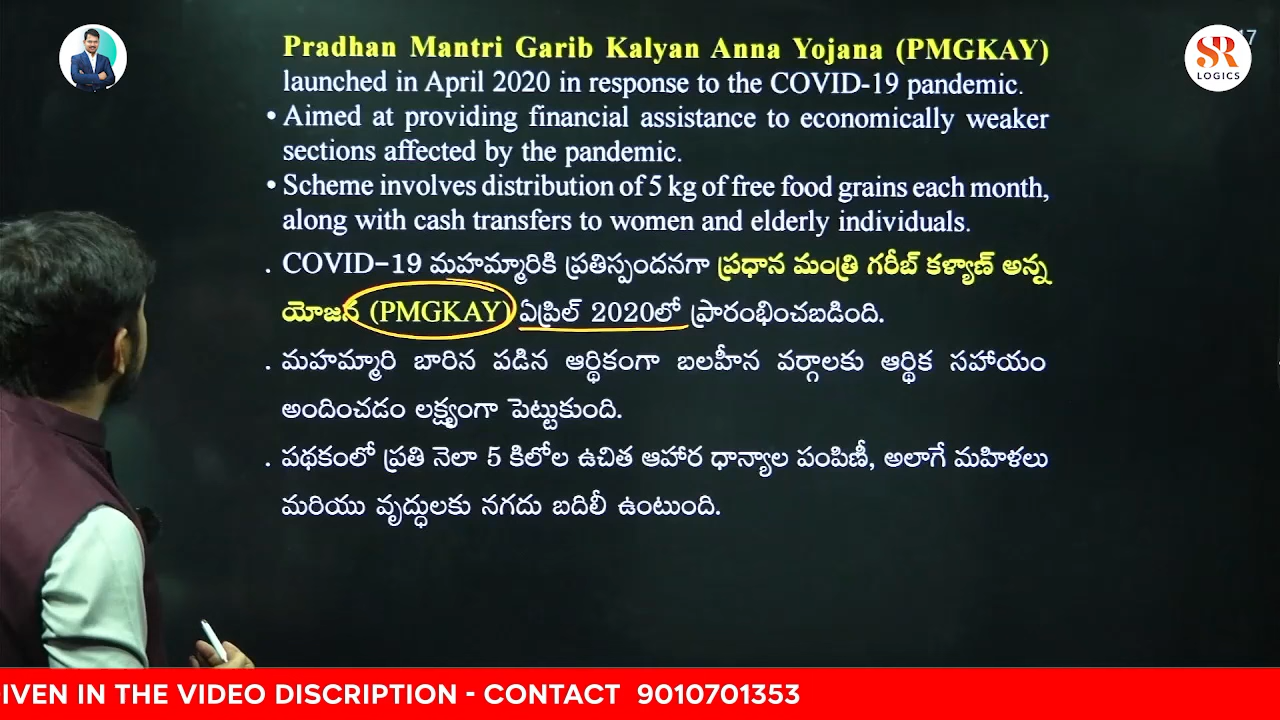 Pradhan Mantri Garib Kalyan Anna Yojana (PMGKAY)
launched in April 2020 in response to the COVID-19 pandemic.
• Aimed at providing financial assistance to economically weaker
sections affected by the pandemic.
• Scheme involves distribution of 5 kg of free food grains each month,
along with cash transfers to women and elderly individuals.
. COVID-19 మహమ్మారికి ప్రతిస్పందనగా ప్రధాన మంత్రి గరీబ్ కళ్యాణ్ అన్న
యోజన (PMGKAY) ఏప్రిల్ 2020లో ప్రారంభించబడింది.
. మహమ్మారి బారిన పడిన ఆర్థికంగా బలహీన వర్గాలకు ఆర్థిక సహాయం
అందించడం లక్ష్యంగా పెట్టుకుంది.
. పథకంలో ప్రతి నెలా 5 కిలోల ఉచిత ఆహార ధాన్యాల పంపిణీ, అలాగే మహిళలు
మరియు వృద్ధులకు నగదు బదిలీ ఉంటుంది.
SR
LOGICS
17
IVEN IN THE VIDEO DISCRIPTION - CONTACT 9010701353